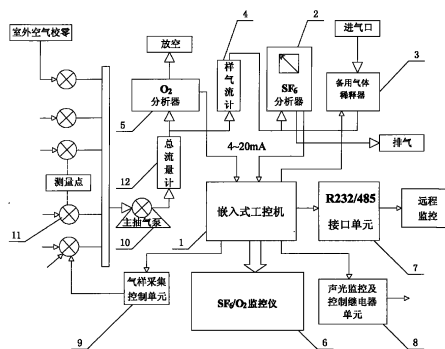 室外空气校零
放空
4
2
进气口
样气流计
O₂
分析器
SF₆
分析器
备用气体
稀释器
3
5
总流量计
4~20mA
排气
测量点
12
11
主抽气泵
10
1
嵌入式工控机
R232/485
接口单元
远程
监控
7
气样采集
控制单元
9
SF₆/O₂监控仪
6
声光监控及
控制继电器
单元
8